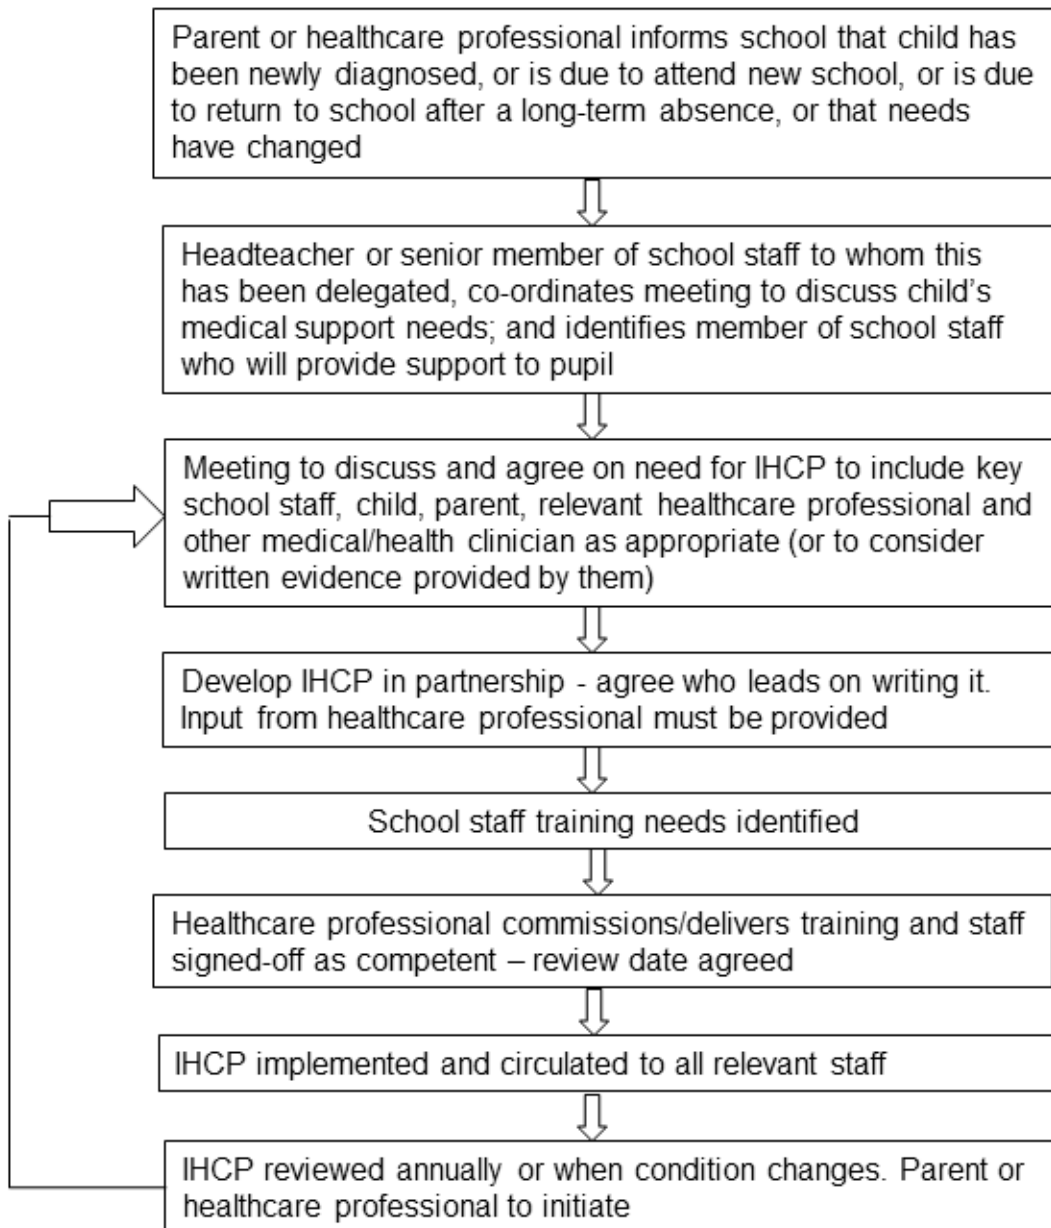 Parent or healthcare professional informs school that child has
been newly diagnosed, or is due to attend new school, or is due
to return to school after a long-term absence, or that needs
have changed
Headteacher or senior member of school staff to whom this
has been delegated, co-ordinates meeting to discuss child's
medical support needs; and identifies member of school staff
who will provide support to pupil
Meeting to discuss and agree on need for IHCP to include key
school staff, child, parent, relevant healthcare professional and
other medical/health clinician as appropriate (or to consider
written evidence provided by them)
Develop IHCP in partnership - agree who leads on writing it.
Input from healthcare professional must be provided
School staff training needs identified
Healthcare professional commissions/delivers training and staff
signed-off as competent – review date agreed
IHCP implemented and circulated to all relevant staff
IHCP reviewed annually or when condition changes. Parent or
healthcare professional to initiate